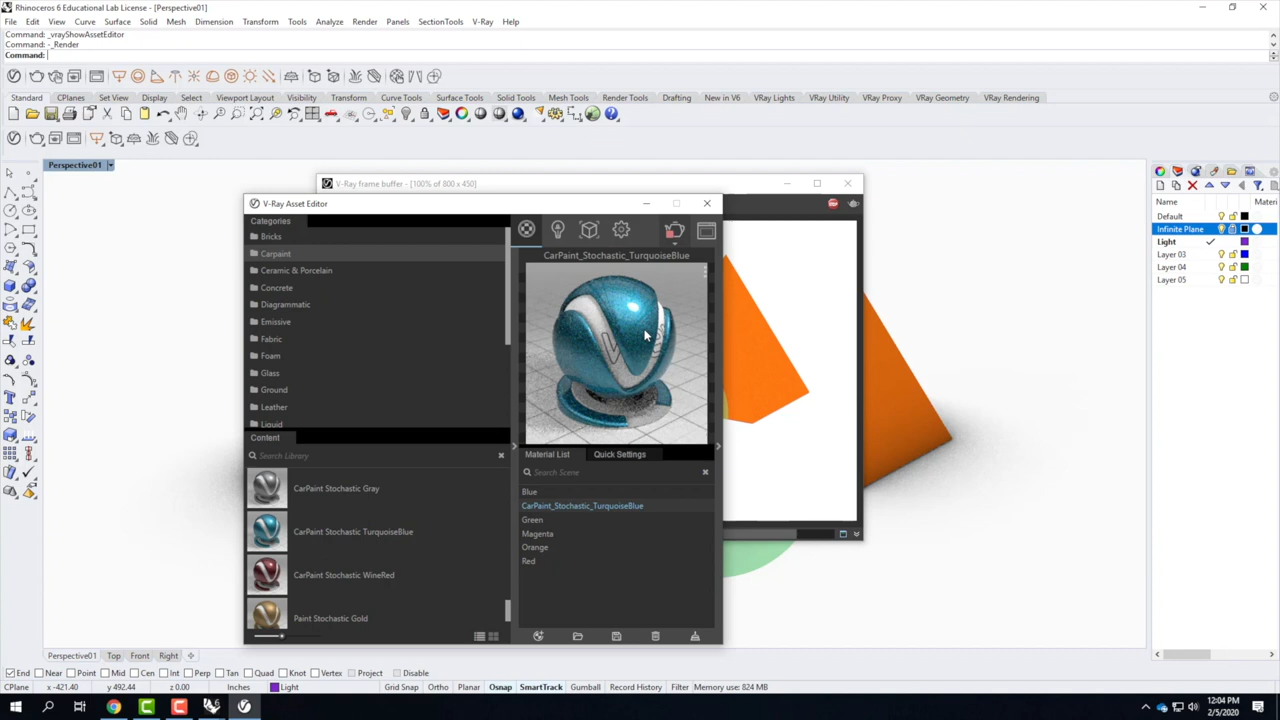 Rhinoceros 6 Educational Lab License - [Perspective01]
File Edit View Curve Surface Solid Mesh Dimension Transform Tools Analyze Render Panels SectionTools V-Ray Help
Command: _vrayShowAssetEditor
Command: -_Render
Command:
Standard CPlanes Set View Display Select Viewport Layout Visibility Transform Curve Tools Surface Tools Solid Tools Mesh Tools Render Tools Drafting New in V6 VRay Lights VRay Utility VRay Proxy VRay Geometry VRay Rendering
Perspective01
V-Ray frame buffer - [100% of 800 x 450]
V-Ray Asset Editor
Categories
Bricks
Carpaint
Ceramic & Porcelain
Concrete
Diagrammatic
Emissive
Fabric
Foam
Glass
Ground
Leather
Liquid
Content
Search Library
CarPaint Stochastic Gray
CarPaint Stochastic TurquoiseBlue
CarPaint Stochastic WineRed
Paint Stochastic Gold
CarPaint_Stochastic_TurquoiseBlue
Material List Quick Settings
Search Scene
Blue
CarPaint_Stochastic_TurquoiseBlue
Green
Magenta
Orange
Red
Name Materi
Default
Infinite Plane
Light
Layer 03
Layer 04
Layer 05
Perspective01 Top Front Right
End Near Point Mid Cen Int Perp Tan Quad Knot Vertex Project Disable
CPlane x -421.40 y 492.44 z 0.00 Inches Light Grid Snap Ortho Planar Osnap SmartTrack Gumball Record History Filter Memory use: 824 MB
12:04 PM
2/5/2020